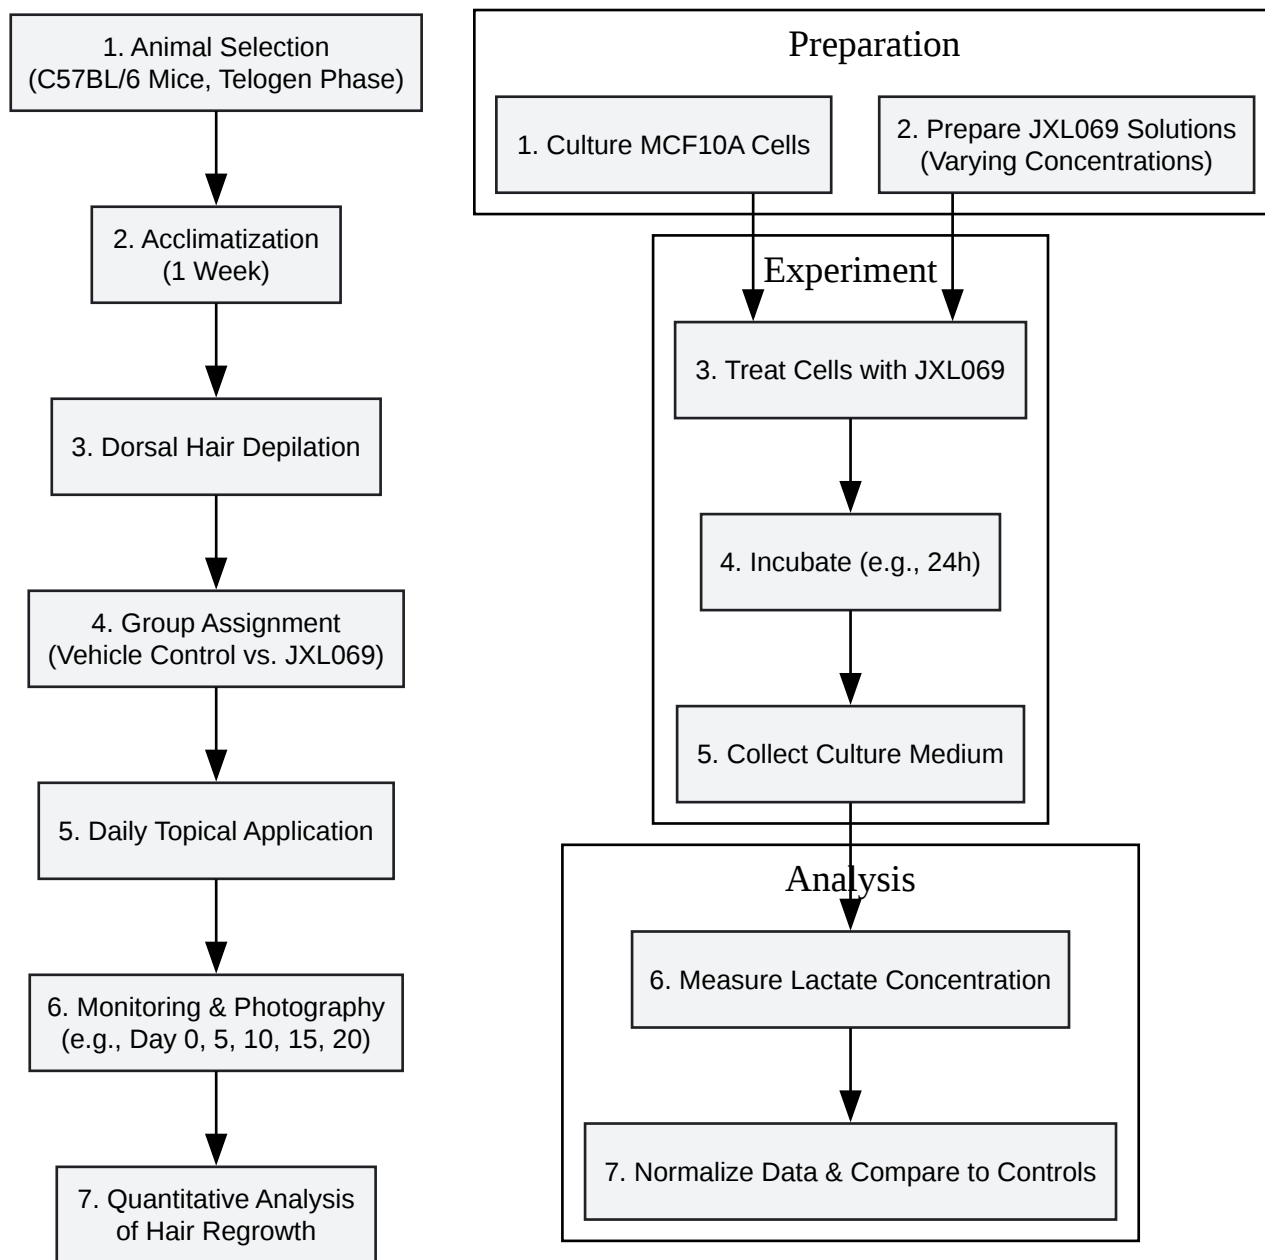 1. Animal Selection
(C57BL/6 Mice, Telogen Phase)
2. Acclimatization
(1 Week)
3. Dorsal Hair Depilation
4. Group Assignment
(Vehicle Control vs. JXL069)
5. Daily Topical Application
6. Monitoring & Photography
(e.g., Day 0, 5, 10, 15, 20)
7. Quantitative Analysis
of Hair Regrowth
Preparation
1. Culture MCF10A Cells
2. Prepare JXL069 Solutions
(Varying Concentrations)
Experiment
3. Treat Cells with JXL069
4. Incubate (e.g., 24h)
5. Collect Culture Medium
Analysis
6. Measure Lactate Concentration
7. Normalize Data & Compare to Controls